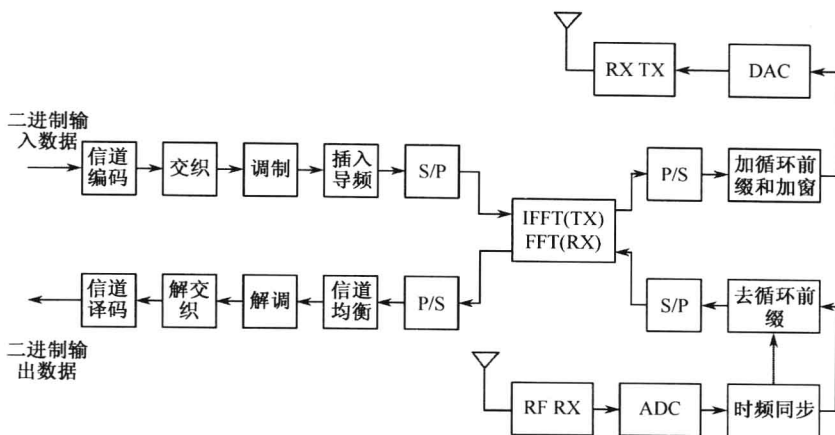 RX TX
DAC
二进制输
入数据
信道
编码
交织
调制
插入
导频
S/P
IFFT(TX)
FFT(RX)
P/S
加循环前
缀和加窗
信道
译码
解交
织
解调
信道
均衡
P/S
S/P
去循环前
缀
二进制输
出数据
RF RX
ADC
时频同步